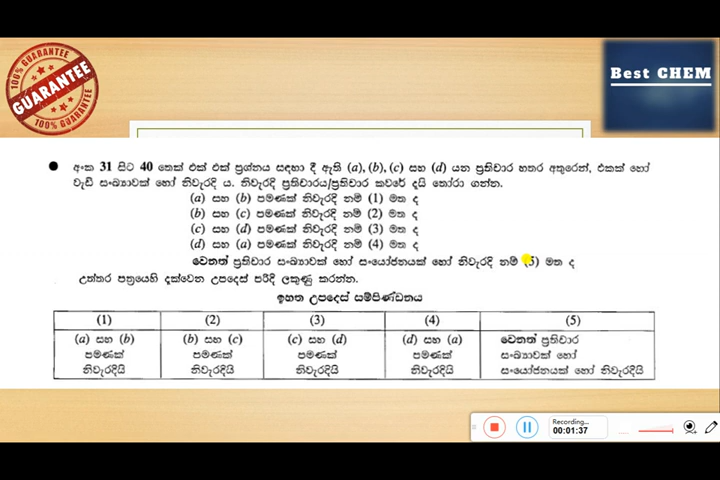 100% GUARANTEE
GUARANTEE
100% GUARANTEE
Best CHEM
● අංක 31 සිට 40 තෙක් එක් එක් ප්‍රශ්නය සඳහා දී ඇති (a), (b), (c) සහ (d) යන ප්‍රතිචාර හතර අතුරෙන්, එකක් හෝ
වැඩි සංඛ්‍යාවක් හෝ නිවැරදි ය. නිවැරදි ප්‍රතිචාරය/ප්‍රතිචාර කවරේ දැයි තෝරා ගන්න.
(a) සහ (b) පමණක් නිවැරදි නම් (1) මත ද
(b) සහ (c) පමණක් නිවැරදි නම් (2) මත ද
(c) සහ (d) පමණක් නිවැරදි නම් (3) මත ද
(d) සහ (a) පමණක් නිවැරදි නම් (4) මත ද
වෙනත් ප්‍රතිචාර සංඛ්‍යාවක් හෝ සංයෝජනයක් හෝ නිවැරදි නම් (5) මත ද
උත්තර පත්‍රයෙහි දැක්වෙන උපදෙස් පරිදි ලකුණු කරන්න.
ඉහත උපදෙස් සම්පිණ්ඩනය
(1) (2) (3) (4) (5)
(a) සහ (b) (b) සහ (c) (c) සහ (d) (d) සහ (a) වෙනත් ප්‍රතිචාර
පමණක් පමණක් පමණක් පමණක් සංඛ්‍යාවක් හෝ
නිවැරදියි නිවැරදියි නිවැරදියි නිවැරදියි සංයෝජනයක් හෝ නිවැරදියි
Recording...
00:01:37